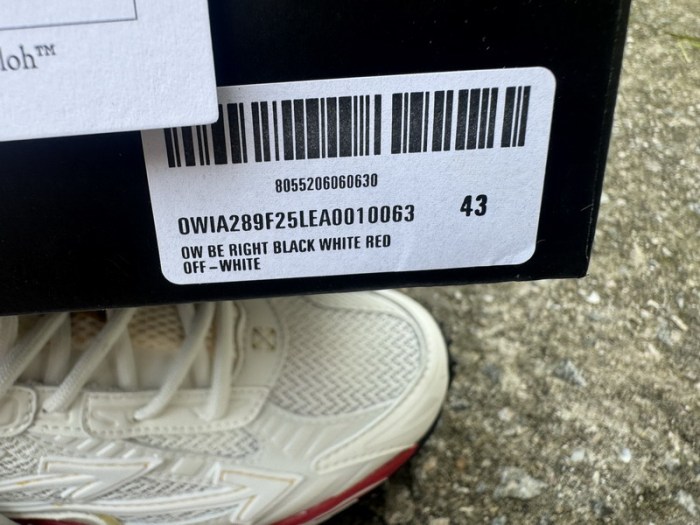 loh™
8055206060630
OWIA289F25LEA0010063 43
OW BE RIGHT BLACK WHITE RED
OFF-WHITE